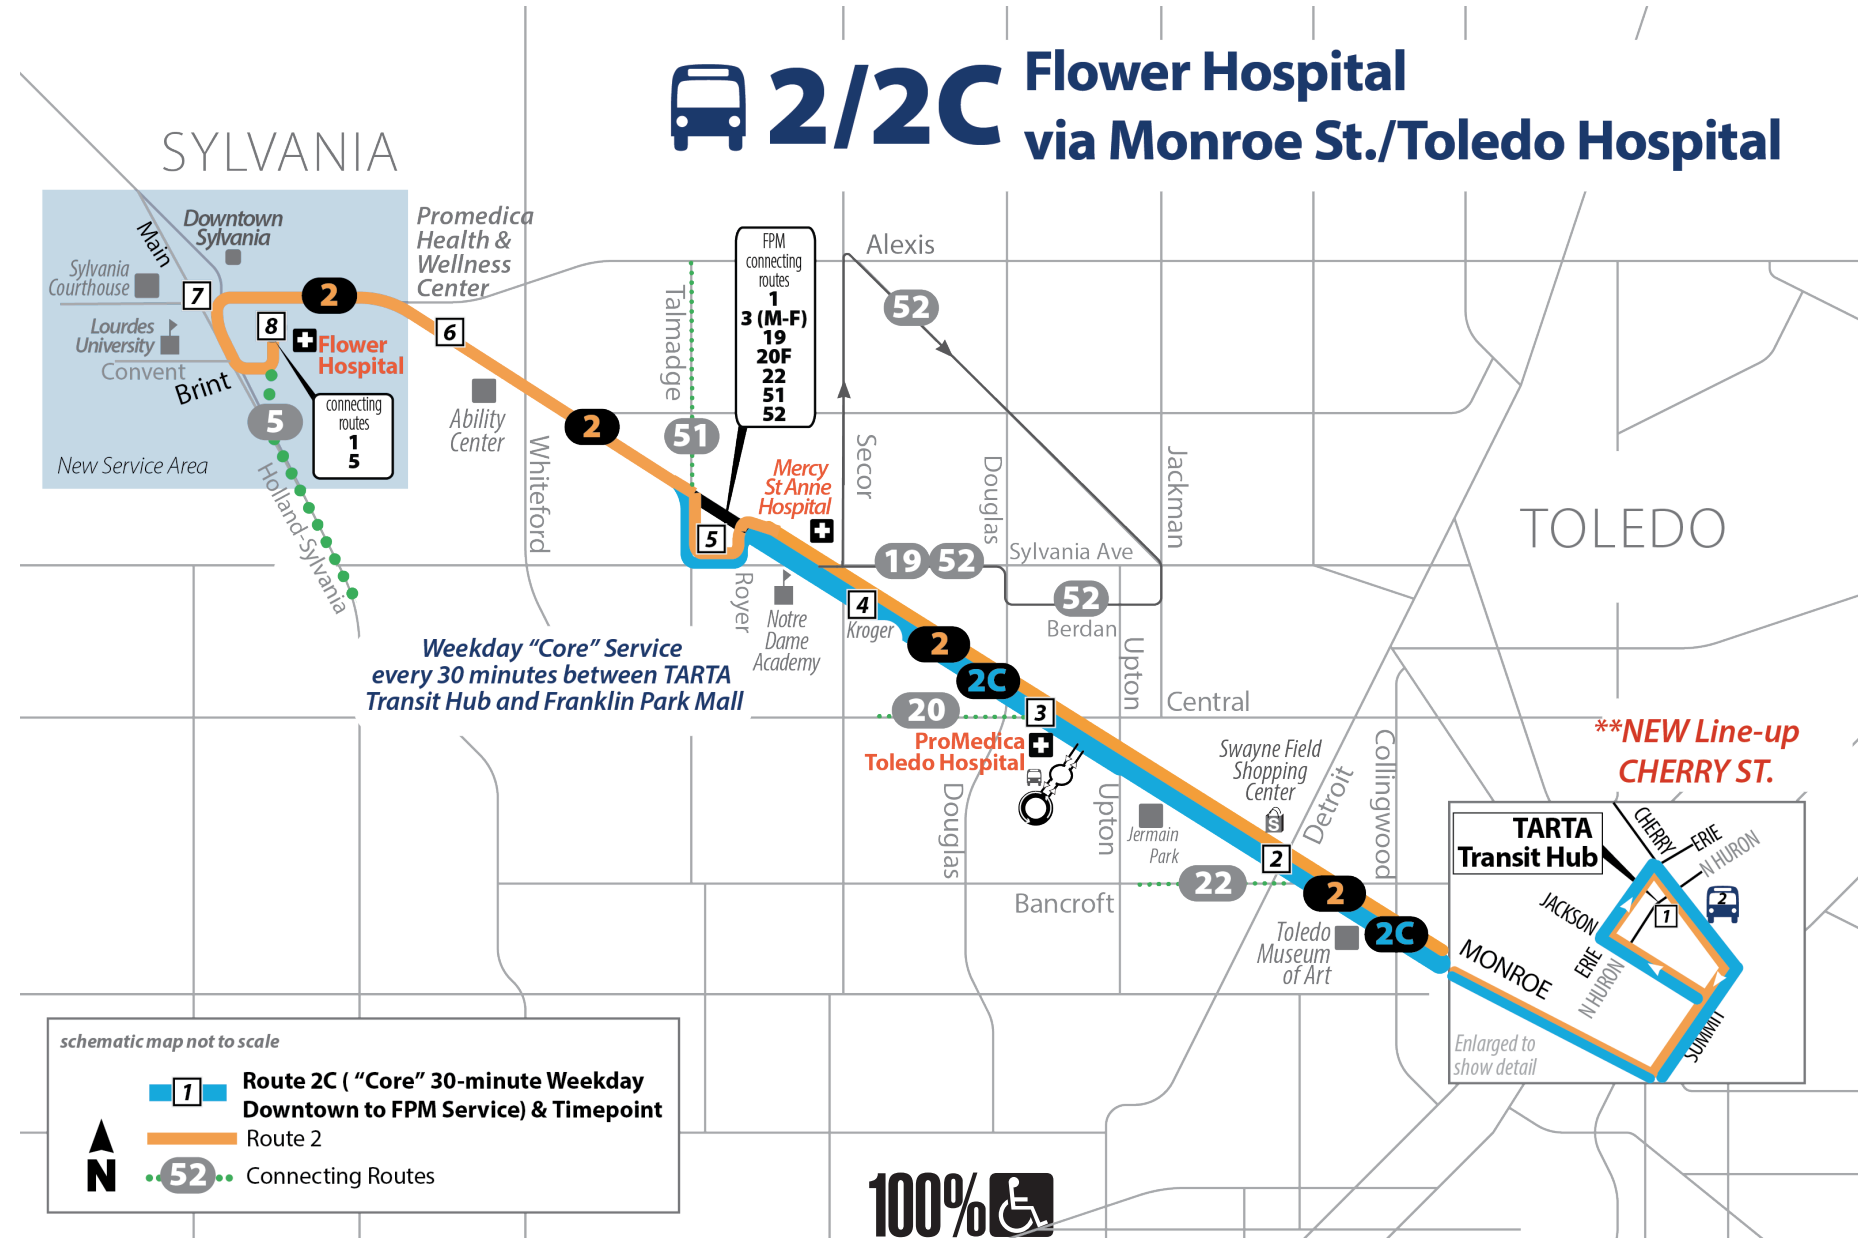 2/2C
Flower Hospital
via Monroe St./Toledo Hospital
SYLVANIA
Main
Downtown
Sylvania
Sylvania
Courthouse
7
2
8
Lourdes
University
Flower
Hospital
Convent
Brint
5
connecting
routes
1
5
New Service Area
Holland-Sylvania
Promedica
Health &
Wellness
Center
6
Ability
Center
2
Whiteford
Talmadge
51
FPM
connecting
routes
1
3 (M-F)
19
20F
22
51
52
Alexis
52
Secor
Mercy
St Anne
Hospital
5
Royer
Notre
Dame
Academy
4
Kroger
19
52
Douglas
Sylvania Ave
Jackman
52
Berdan
Upton
TOLEDO
Weekday “Core” Service
every 30 minutes between TARTA
Transit Hub and Franklin Park Mall
2
2C
20
3
Central
ProMedica
Toledo Hospital
Douglas
Upton
Jermain
Park
Swayne Field
Shopping
Center
S
Detroit
Collingwood
2
22
Bancroft
2
2C
Toledo
Museum
of Art
**NEW Line-up
CHERRY ST.
TARTA
Transit Hub
CHERRY
ERIE
N HURON
2
1
JACKSON
ERIE
N HURON
MONROE
SUMMIT
Enlarged to
show detail
schematic map not to scale
1
Route 2C ( “Core” 30-minute Weekday
Downtown to FPM Service) & Timepoint
Route 2
52
Connecting Routes
N
100%